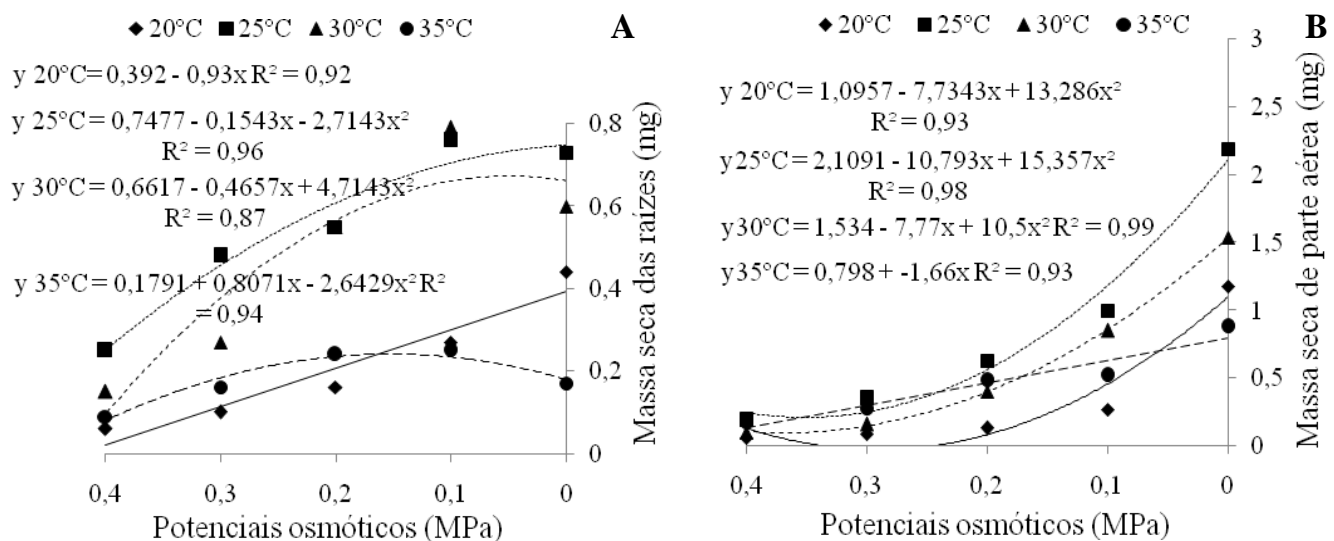 20°C 25°C 30°C 35°C A
y 20°C= 0,392 - 0,93x R² = 0,92
y 25°C = 0,7477 - 0,1543x - 2,7143x²
R² = 0,96
y 30°C = 0,6617 - 0,4657x + 4,7143x²
R² = 0,87
y 35°C = 0,1791 + 0,8071x - 2,6429x² R²
= 0,94
0,8
0,6
0,4
0,2
0
Massa seca das raízes (mg)
0,4 0,3 0,2 0,1 0
Potenciais osmóticos (MPa)
20°C 25°C 30°C 35°C B
y 20°C= 1,0957 - 7,7343x + 13,286x²
R² = 0,93
y25°C = 2,1091 - 10,793x + 15,357x²
R² = 0,98
y30°C = 1,534 - 7,77x + 10,5x² R² = 0,99
y35°C = 0,798 + -1,66x R² = 0,93
3
2,5
2
1,5
1
0,5
0
Massa seca de parte aérea (mg)
0,4 0,3 0,2 0,1 0
Potenciais osmóticos (MPa)